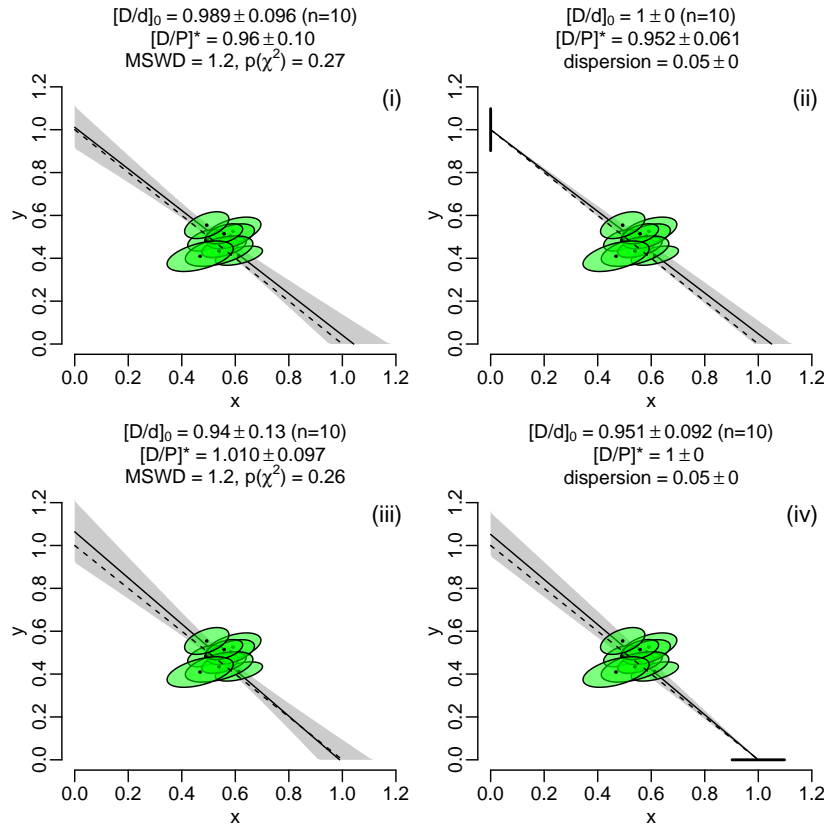 [D/d]₀ = 0.989 ± 0.096 (n=10)
[D/P]* = 0.96 ± 0.10
MSWD = 1.2, p(χ²) = 0.27
(i)
y
0.0 0.2 0.4 0.6 0.8 1.0 1.2
0.0 0.2 0.4 0.6 0.8 1.0 1.2
x
[D/d]₀ = 1 ± 0 (n=10)
[D/P]* = 0.952 ± 0.061
dispersion = 0.05 ± 0
(ii)
y
0.0 0.2 0.4 0.6 0.8 1.0 1.2
0.0 0.2 0.4 0.6 0.8 1.0 1.2
x
[D/d]₀ = 0.94 ± 0.13 (n=10)
[D/P]* = 1.010 ± 0.097
MSWD = 1.2, p(χ²) = 0.26
(iii)
y
0.0 0.2 0.4 0.6 0.8 1.0 1.2
0.0 0.2 0.4 0.6 0.8 1.0 1.2
x
[D/d]₀ = 0.951 ± 0.092 (n=10)
[D/P]* = 1 ± 0
dispersion = 0.05 ± 0
(iv)
y
0.0 0.2 0.4 0.6 0.8 1.0 1.2
0.0 0.2 0.4 0.6 0.8 1.0 1.2
x